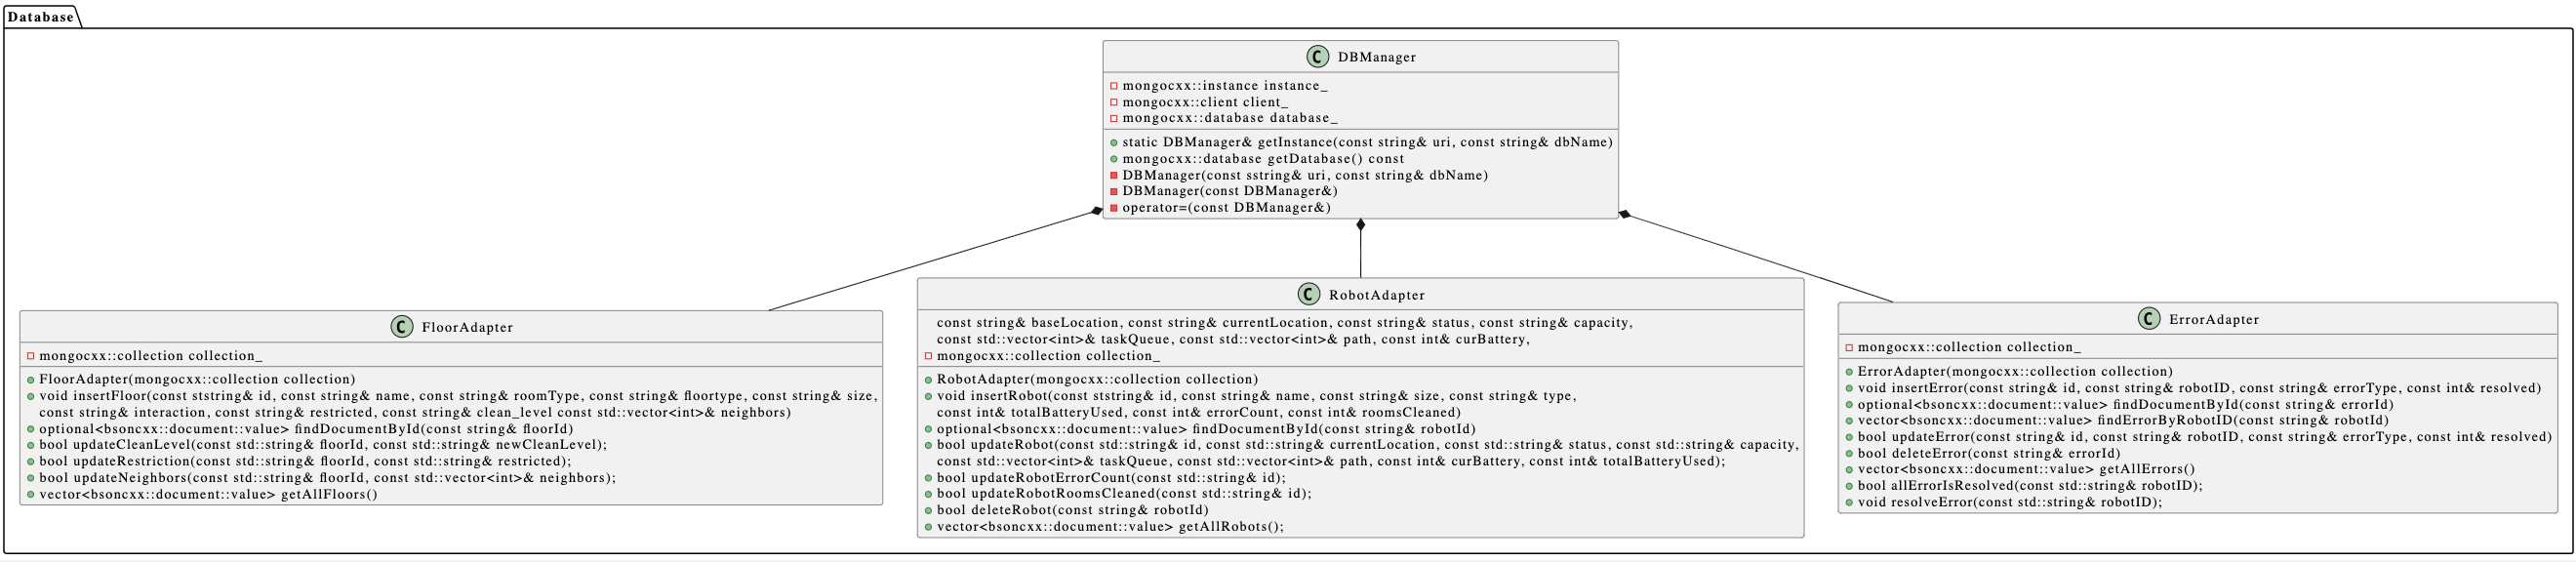 Database
DBManager
mongocxx::instance instance_
mongocxx::client client_
mongocxx::database database_
static DBManager& getInstance(const string& uri, const string& dbName)
mongocxx::database getDatabase() const
DBManager(const sstring& uri, const string& dbName)
DBManager(const DBManager&)
operator=(const DBManager&)
FloorAdapter
mongocxx::collection collection_
FloorAdapter(mongocxx::collection collection)
void insertFloor(const ststring& id, const string& name, const string& roomType, const string& floortype, const string& size,
const string& interaction, const string& restricted, const string& clean_level const std::vector<int>& neighbors)
optional<bsoncxx::document::value> findDocumentById(const string& floorId)
bool updateCleanLevel(const std::string& floorId, const std::string& newCleanLevel);
bool updateRestriction(const std::string& floorId, const std::string& restricted);
bool updateNeighbors(const std::string& floorId, const std::vector<int>& neighbors);
vector<bsoncxx::document::value> getAllFloors()
RobotAdapter
const string& baseLocation, const string& currentLocation, const string& status, const string& capacity,
const std::vector<int>& taskQueue, const std::vector<int>& path, const int& curBattery,
mongocxx::collection collection_
RobotAdapter(mongocxx::collection collection)
void insertRobot(const ststring& id, const string& name, const string& size, const string& type,
const int& totalBatteryUsed, const int& errorCount, const int& roomsCleaned)
optional<bsoncxx::document::value> findDocumentById(const string& robotId)
bool updateRobot(const std::string& id, const std::string& currentLocation, const std::string& status, const std::string& capacity,
const std::vector<int>& taskQueue, const std::vector<int>& path, const int& curBattery, const int& totalBatteryUsed);
bool updateRobotErrorCount(const std::string& id);
bool updateRobotRoomsCleaned(const std::string& id);
bool deleteRobot(const string& robotId)
vector<bsoncxx::document::value> getAllRobots();
ErrorAdapter
mongocxx::collection collection_
ErrorAdapter(mongocxx::collection collection)
void insertError(const string& id, const string& robotID, const string& errorType, const int& resolved)
optional<bsoncxx::document::value> findDocumentById(const string& errorId)
vector<bsoncxx::document::value> findErrorByRobotID(const string& robotId)
bool updateError(const string& id, const string& robotID, const string& errorType, const int& resolved)
bool deleteError(const string& errorId)
vector<bsoncxx::document::value> getAllErrors()
bool allErrorIsResolved(const std::string& robotID);
void resolveError(const std::string& robotID);